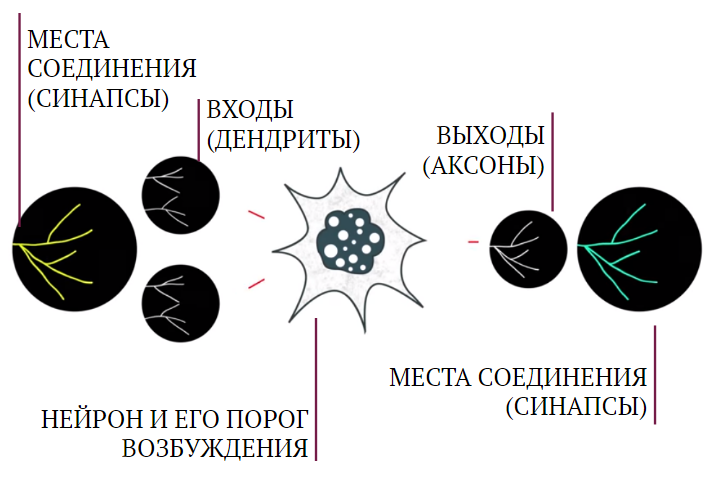 МЕСТА
СОЕДИНЕНИЯ
(СИНАПСЫ)
ВХОДЫ
(ДЕНДРИТЫ)
ВЫХОДЫ
(АКСОНЫ)
МЕСТА СОЕДИНЕНИЯ
(СИНАПСЫ)
НЕЙРОН И ЕГО ПОРОГ
ВОЗБУЖДЕНИЯ